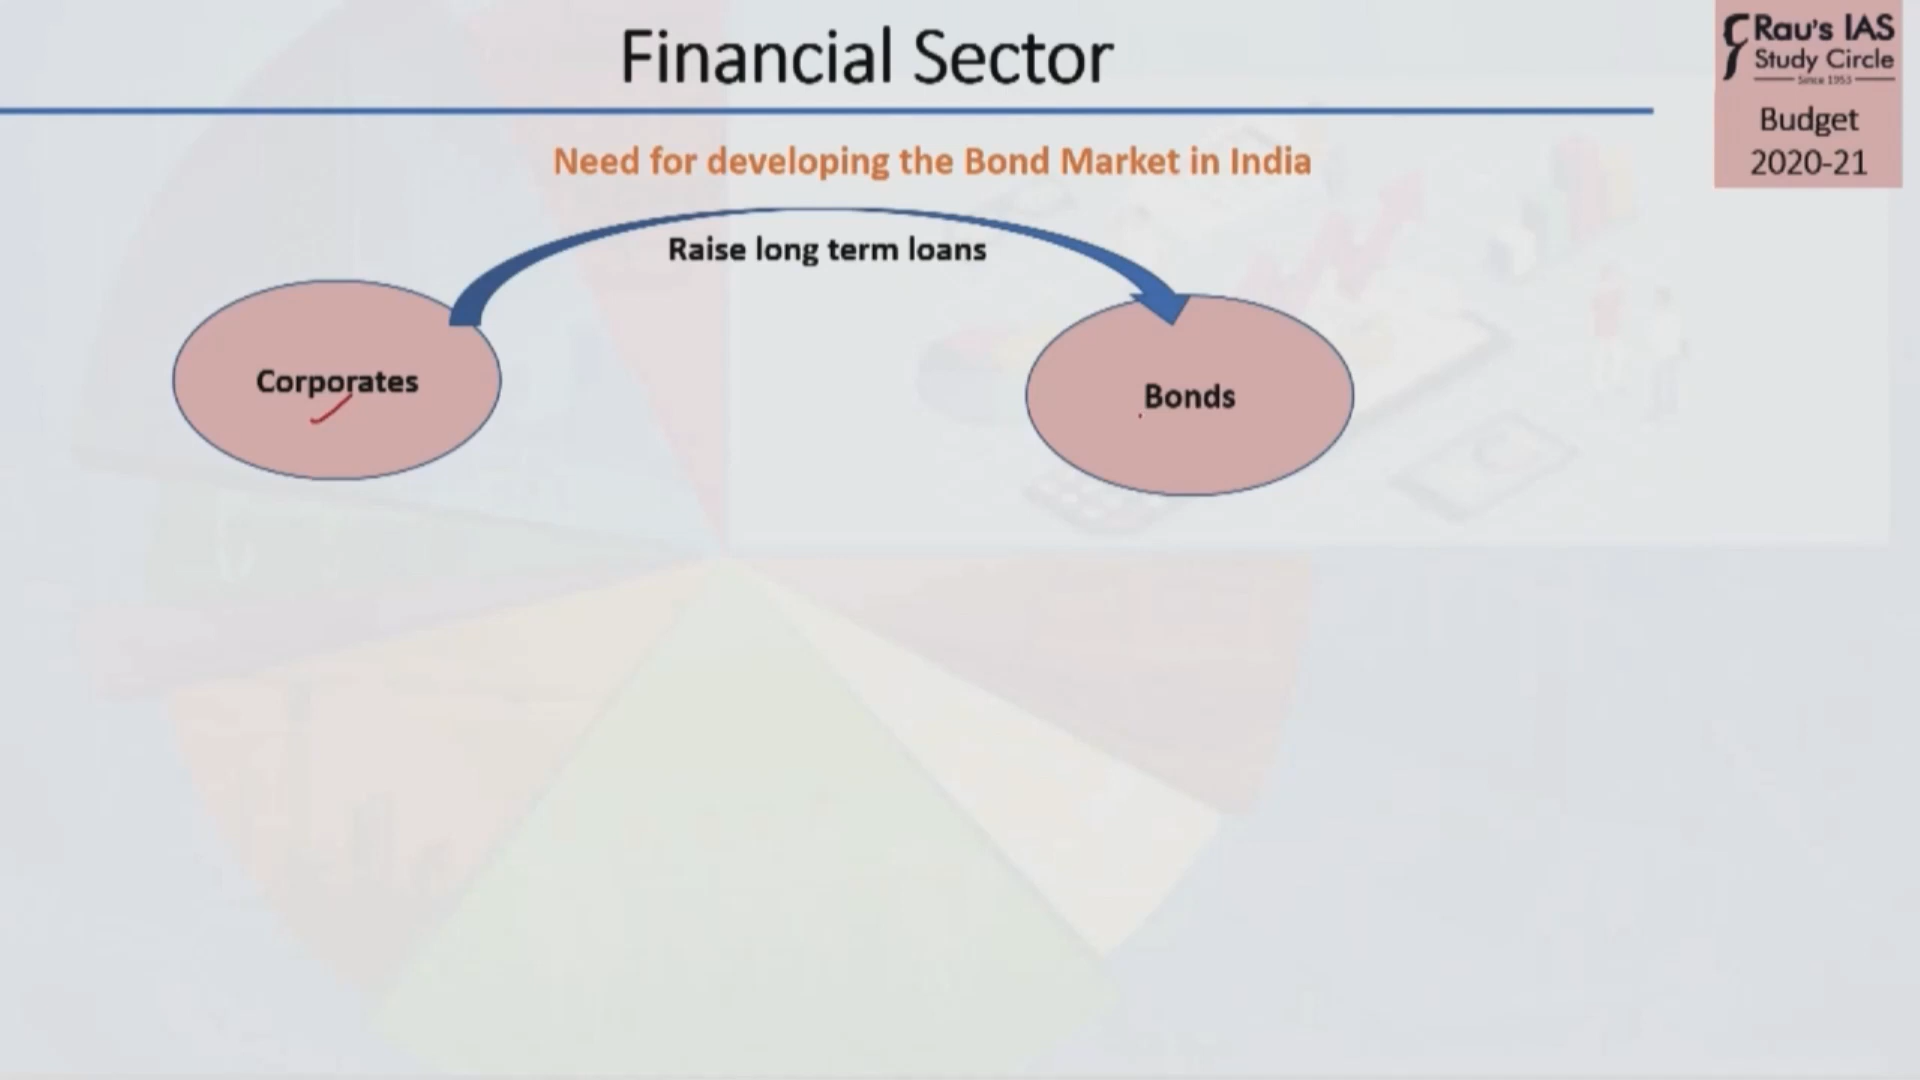 Financial Sector
Rau's IAS
Study Circle
Since 1953
Budget
2020-21
Need for developing the Bond Market in India
Raise long term loans
Corporates
Bonds